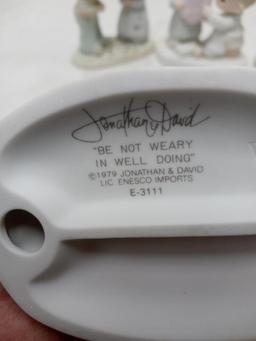 Jonathan & David
"BE NOT WEARY
IN WELL DOING"
©1979 JONATHAN & DAVID
LIC ENESCO IMPORTS
E-3111